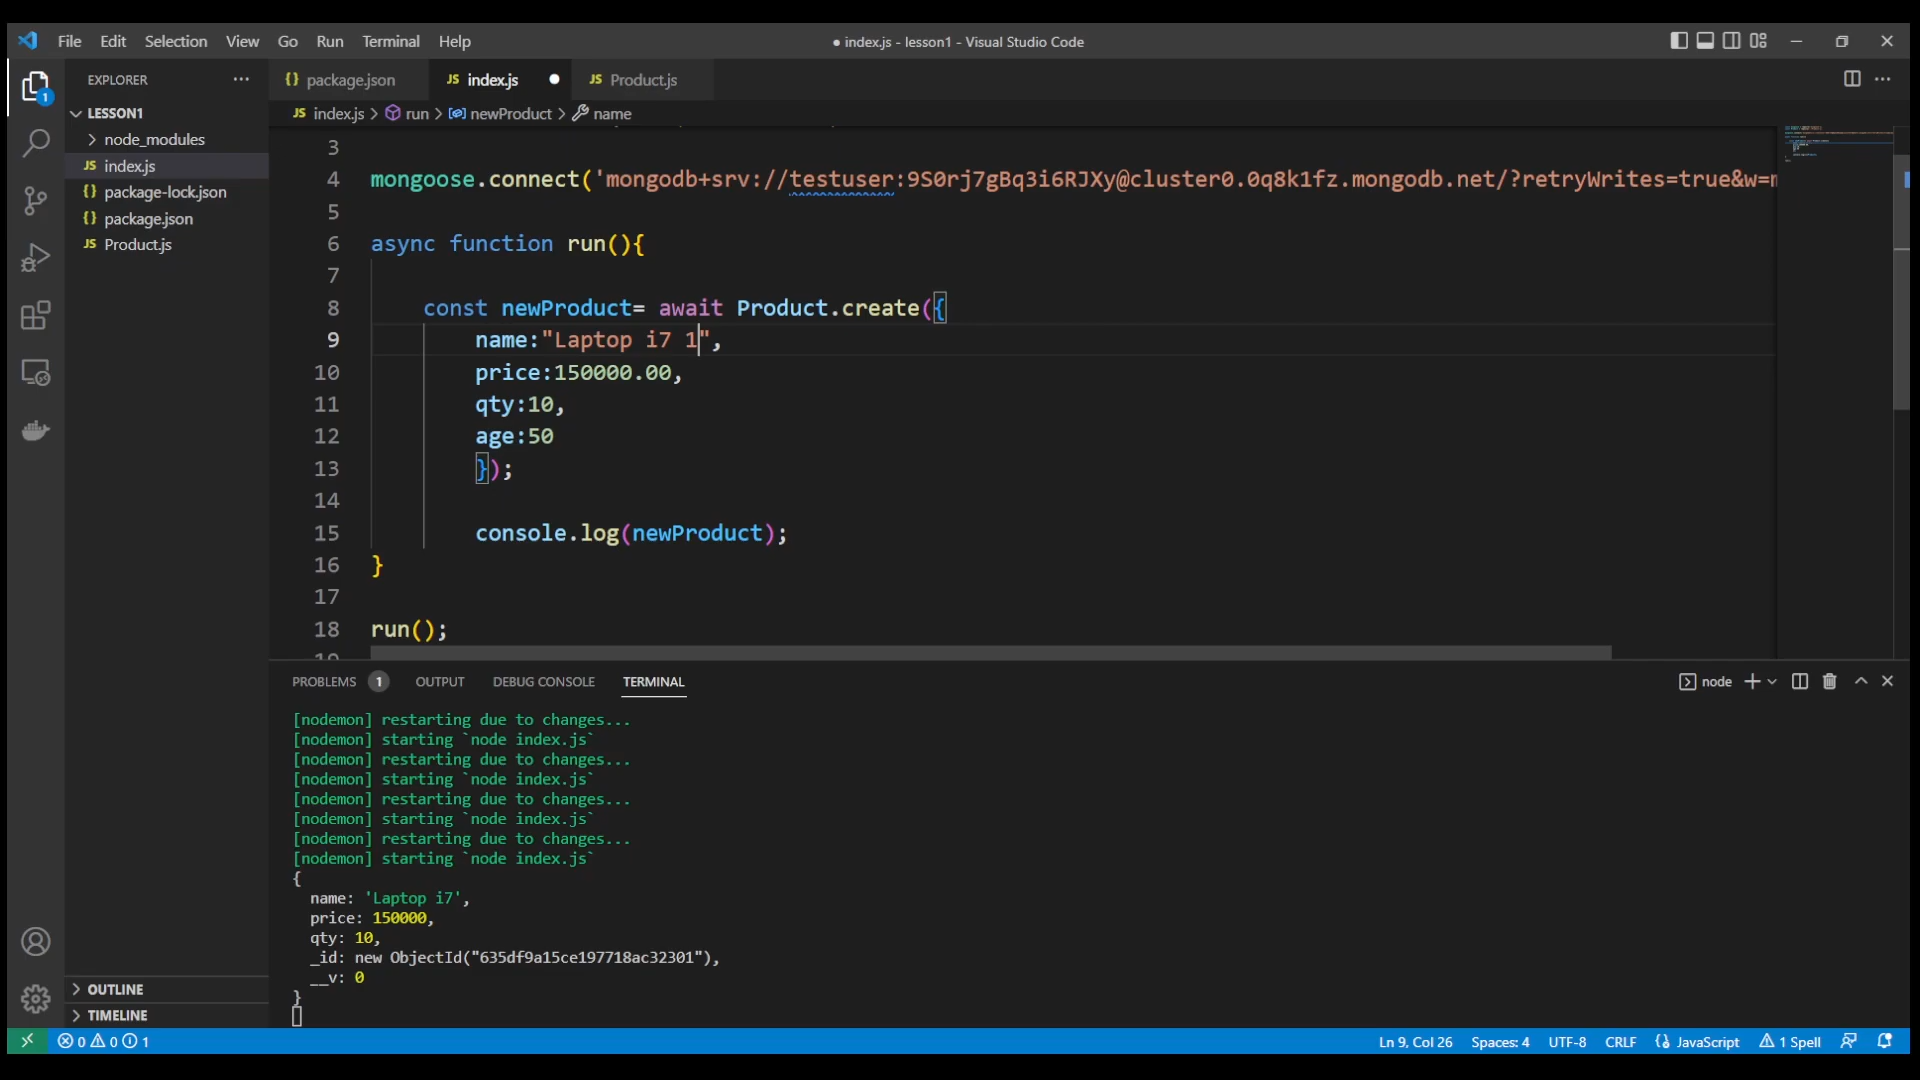 File Edit Selection View Go Run Terminal Help
● index.js - lesson1 - Visual Studio Code
EXPLORER
LESSON1
node_modules
JS index.js
{} package-lock.json
{} package.json
JS Product.js
OUTLINE
TIMELINE
{} package.json JS index.js JS Product.js
JS index.js > run > newProduct > name
3
4 mongoose.connect('mongodb+srv://testuser:9S0rj7gBq3i6RJXy@cluster0.0q8k1fz.mongodb.net/?retryWrites=true&w=
5
6 async function run(){
7
8 const newProduct= await Product.create({
9 name:"Laptop i7 1",
10 price:150000.00,
11 qty:10,
12 age:50
13 });
14
15 console.log(newProduct);
16 }
17
18 run();
PROBLEMS 1 OUTPUT DEBUG CONSOLE TERMINAL
node
[nodemon] restarting due to changes...
[nodemon] starting `node index.js`
[nodemon] restarting due to changes...
[nodemon] starting `node index.js`
[nodemon] restarting due to changes...
[nodemon] starting `node index.js`
[nodemon] restarting due to changes...
[nodemon] starting `node index.js`
{
name: 'Laptop i7',
price: 150000,
qty: 10,
_id: new ObjectId("635df9a15ce197718ac32301"),
__v: 0
}
0 0 1
Ln 9, Col 26 Spaces: 4 UTF-8 CRLF {} JavaScript 1 Spell